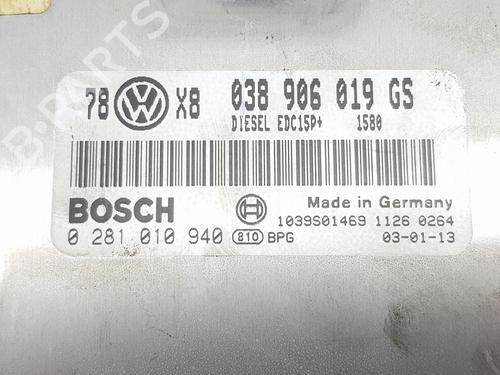 78 VW X8 038 906 019 GS
DIESEL EDC15P+ 1580
Made in Germany
BOSCH
1039S01469 1126 0264
0 281 010 940 810 BPG 03-01-13
B-PARTS